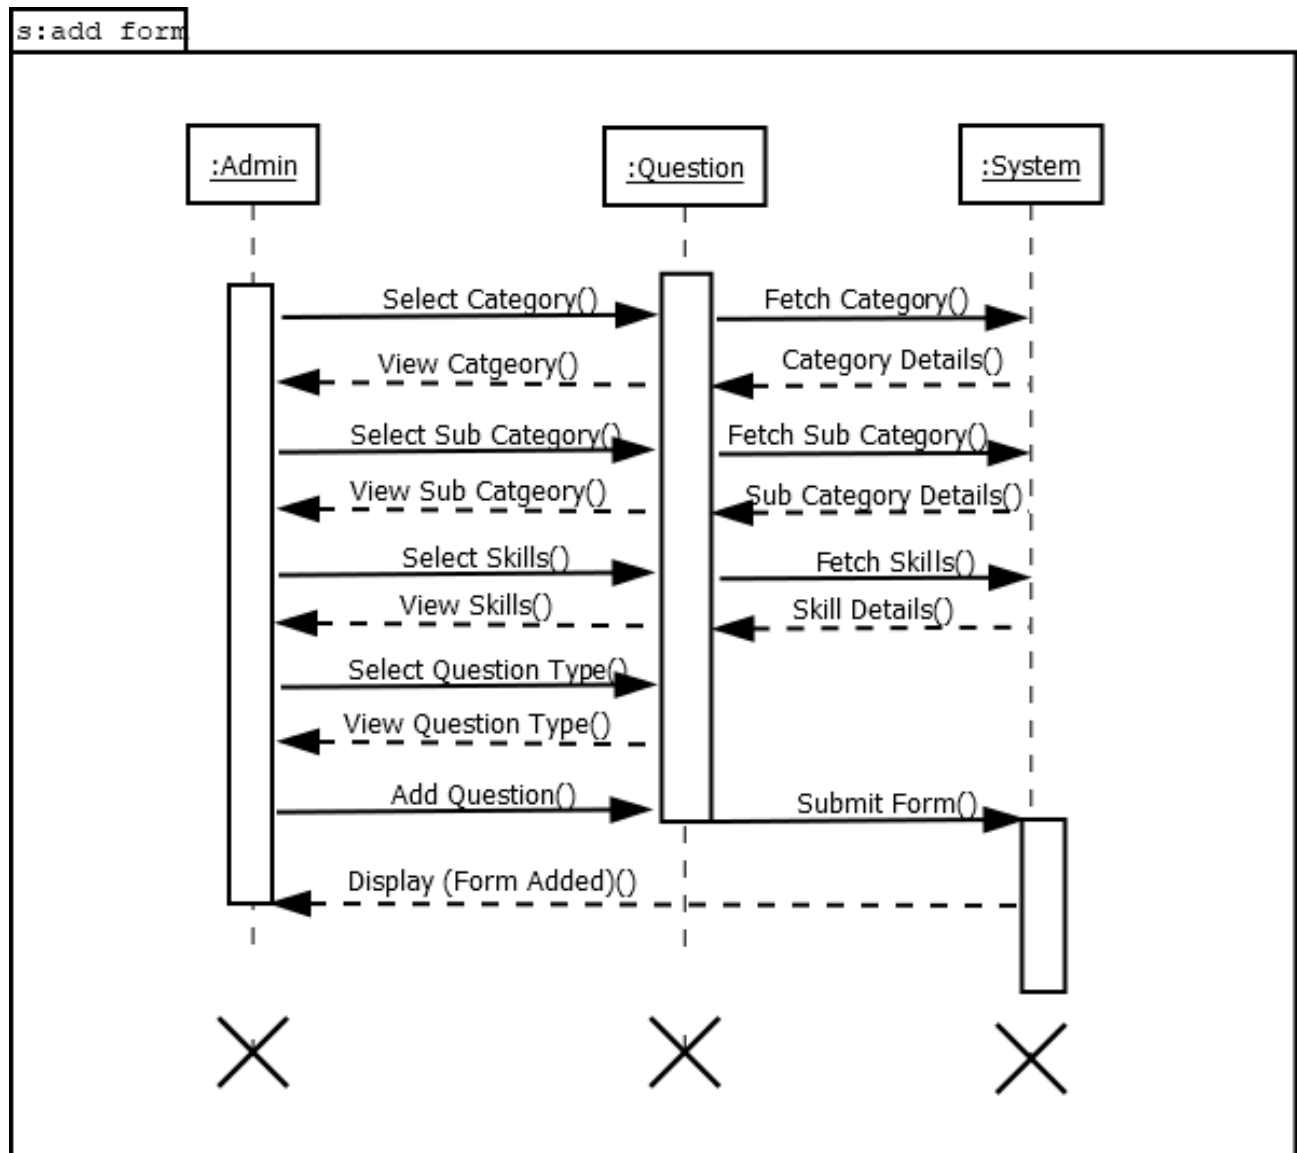 s:add form
:Admin
:Question
:System
Select Category()
Fetch Category()
View Catgeory()
Category Details()
Select Sub Category()
Fetch Sub Category()
View Sub Catgeory()
Sub Category Details()
Select Skills()
Fetch Skills()
View Skills()
Skill Details()
Select Question Type()
View Question Type()
Add Question()
Submit Form()
Display (Form Added)()